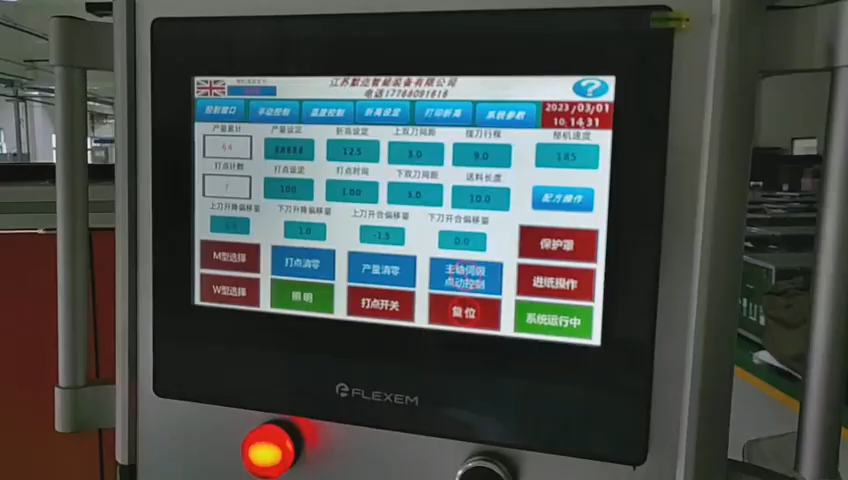 江苏默达智能装备有限公司
电话17768091616
?
2023/03/01
10:14:31
控制窗口 手动控制 温度控制 折高设定 打印折高 系统参数
产量累计 产量设定 折高设定 上双刀间距 摆刀行程 整机速度
64 88888 12.5 3.0 9.0 185
打点计数 打点设定 打点时间 下双刀间距 送料长度
7 100 1.00 3.0 10.0 配方操作
上刀升降偏移量 下刀升降偏移量 上刀开合偏移量 下刀开合偏移量
1.0 -1.5 0.0
保护罩
M型选择 打点清零 产量清零 主轴伺服
点动控制 进纸操作
W型选择 照明 打点开关 复位 系统运行中
FLEXEM